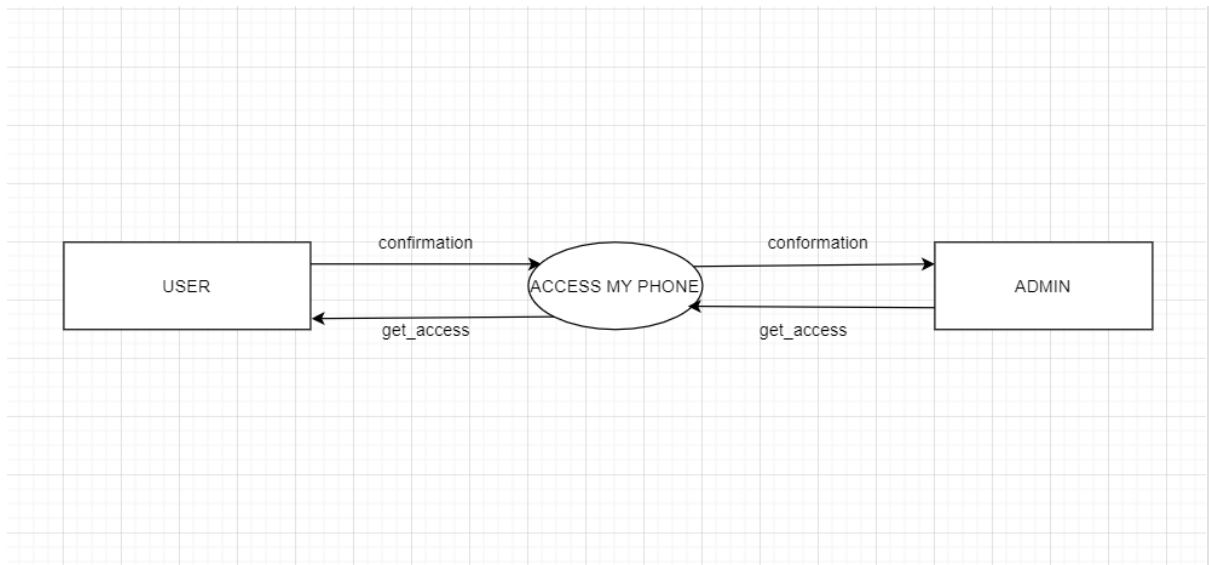 confirmation
conformation
USER
ACCESS MY PHONE
ADMIN
get_access
get_access